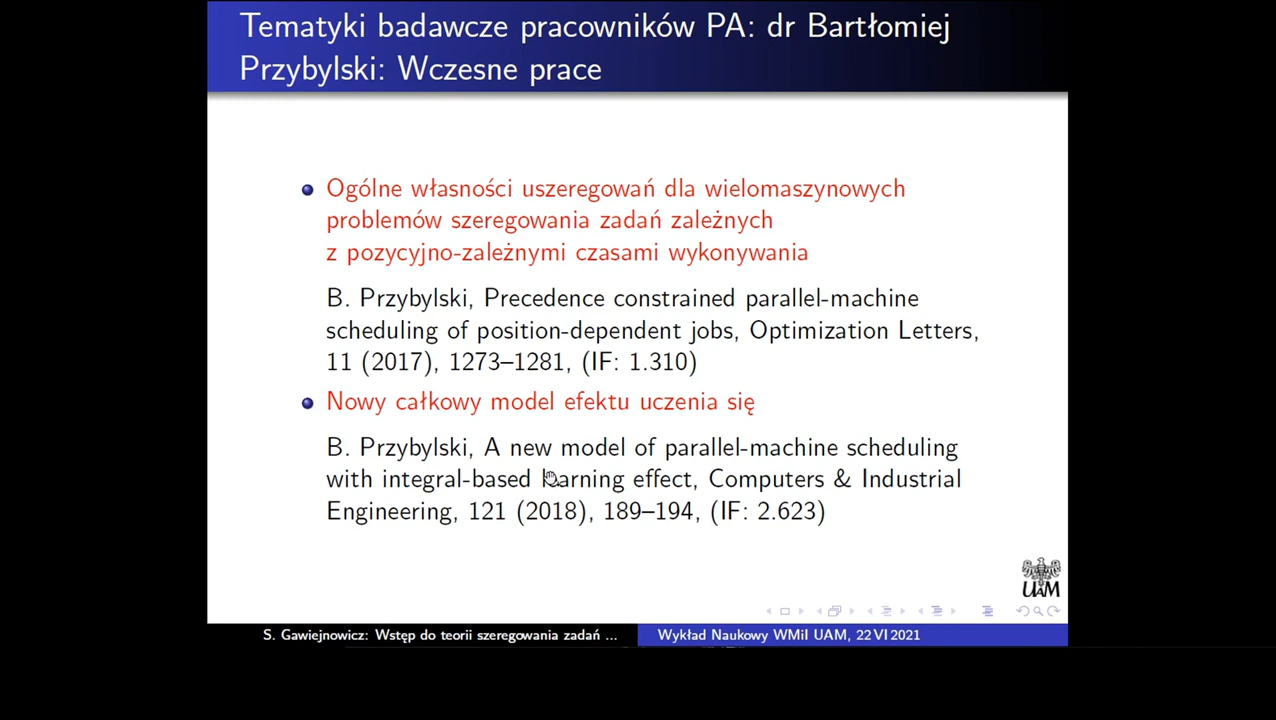 Tematyki badawcze pracowników PA: dr Bartłomiej
Przybylski: Wczesne prace
Ogólne własności uszeregowań dla wielomaszynowych
problemów szeregowania zadań zależnych
z pozycyjno-zależnymi czasami wykonywania
B. Przybylski, Precedence constrained parallel-machine
scheduling of position-dependent jobs, Optimization Letters,
11 (2017), 1273–1281, (IF: 1.310)
Nowy całkowy model efektu uczenia się
B. Przybylski, A new model of parallel-machine scheduling
with integral-based learning effect, Computers & Industrial
Engineering, 121 (2018), 189–194, (IF: 2.623)
UAM
S. Gawiejnowicz: Wstęp do teorii szeregowania zadań ...
Wykład Naukowy WMiI UAM, 22 VI 2021